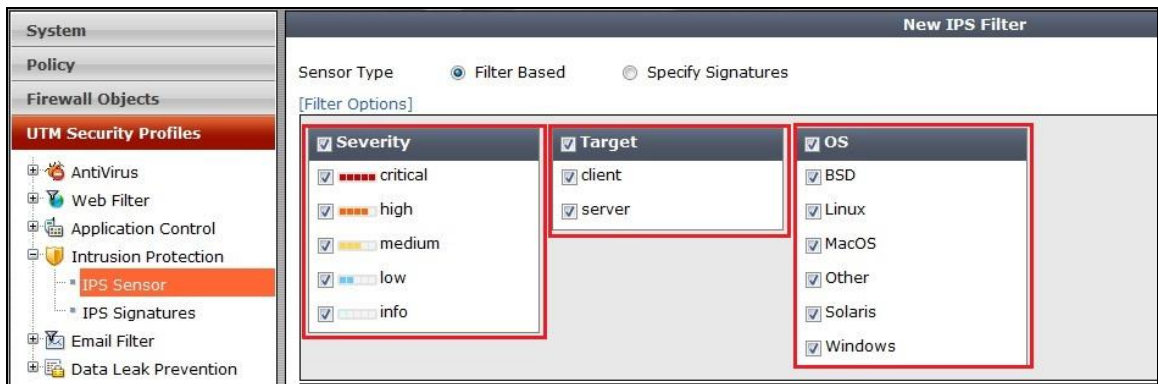 System
Policy
Firewall Objects
UTM Security Profiles
AntiVirus
Web Filter
Application Control
Intrusion Protection
IPS Sensor
IPS Signatures
Email Filter
Data Leak Prevention
New IPS Filter
Sensor Type Filter Based Specify Signatures
[Filter Options]
Severity
critical
high
medium
low
info
Target
client
server
OS
BSD
Linux
MacOS
Other
Solaris
Windows